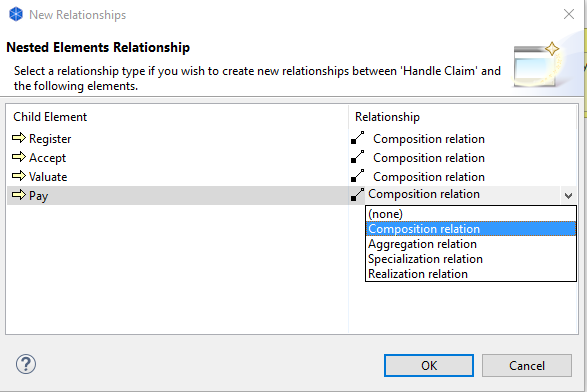 New Relationships
Nested Elements Relationship
Select a relationship type if you wish to create new relationships between 'Handle Claim' and
the following elements.
Child Element Relationship
Register Composition relation
Accept Composition relation
Valuate Composition relation
Pay Composition relation
(none)
Composition relation
Aggregation relation
Specialization relation
Realization relation
? OK Cancel